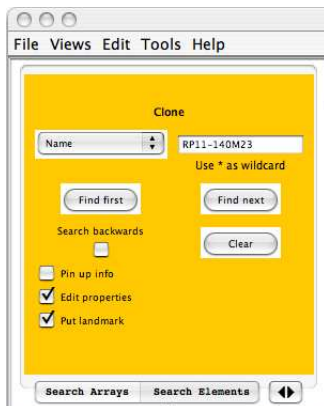 File Views Edit Tools Help
Clone
Name RP11-140M23
Use * as wildcard
Find first Find next
Search backwards
Clear
Pin up info
Edit properties
Put landmark
Search Arrays Search Elements